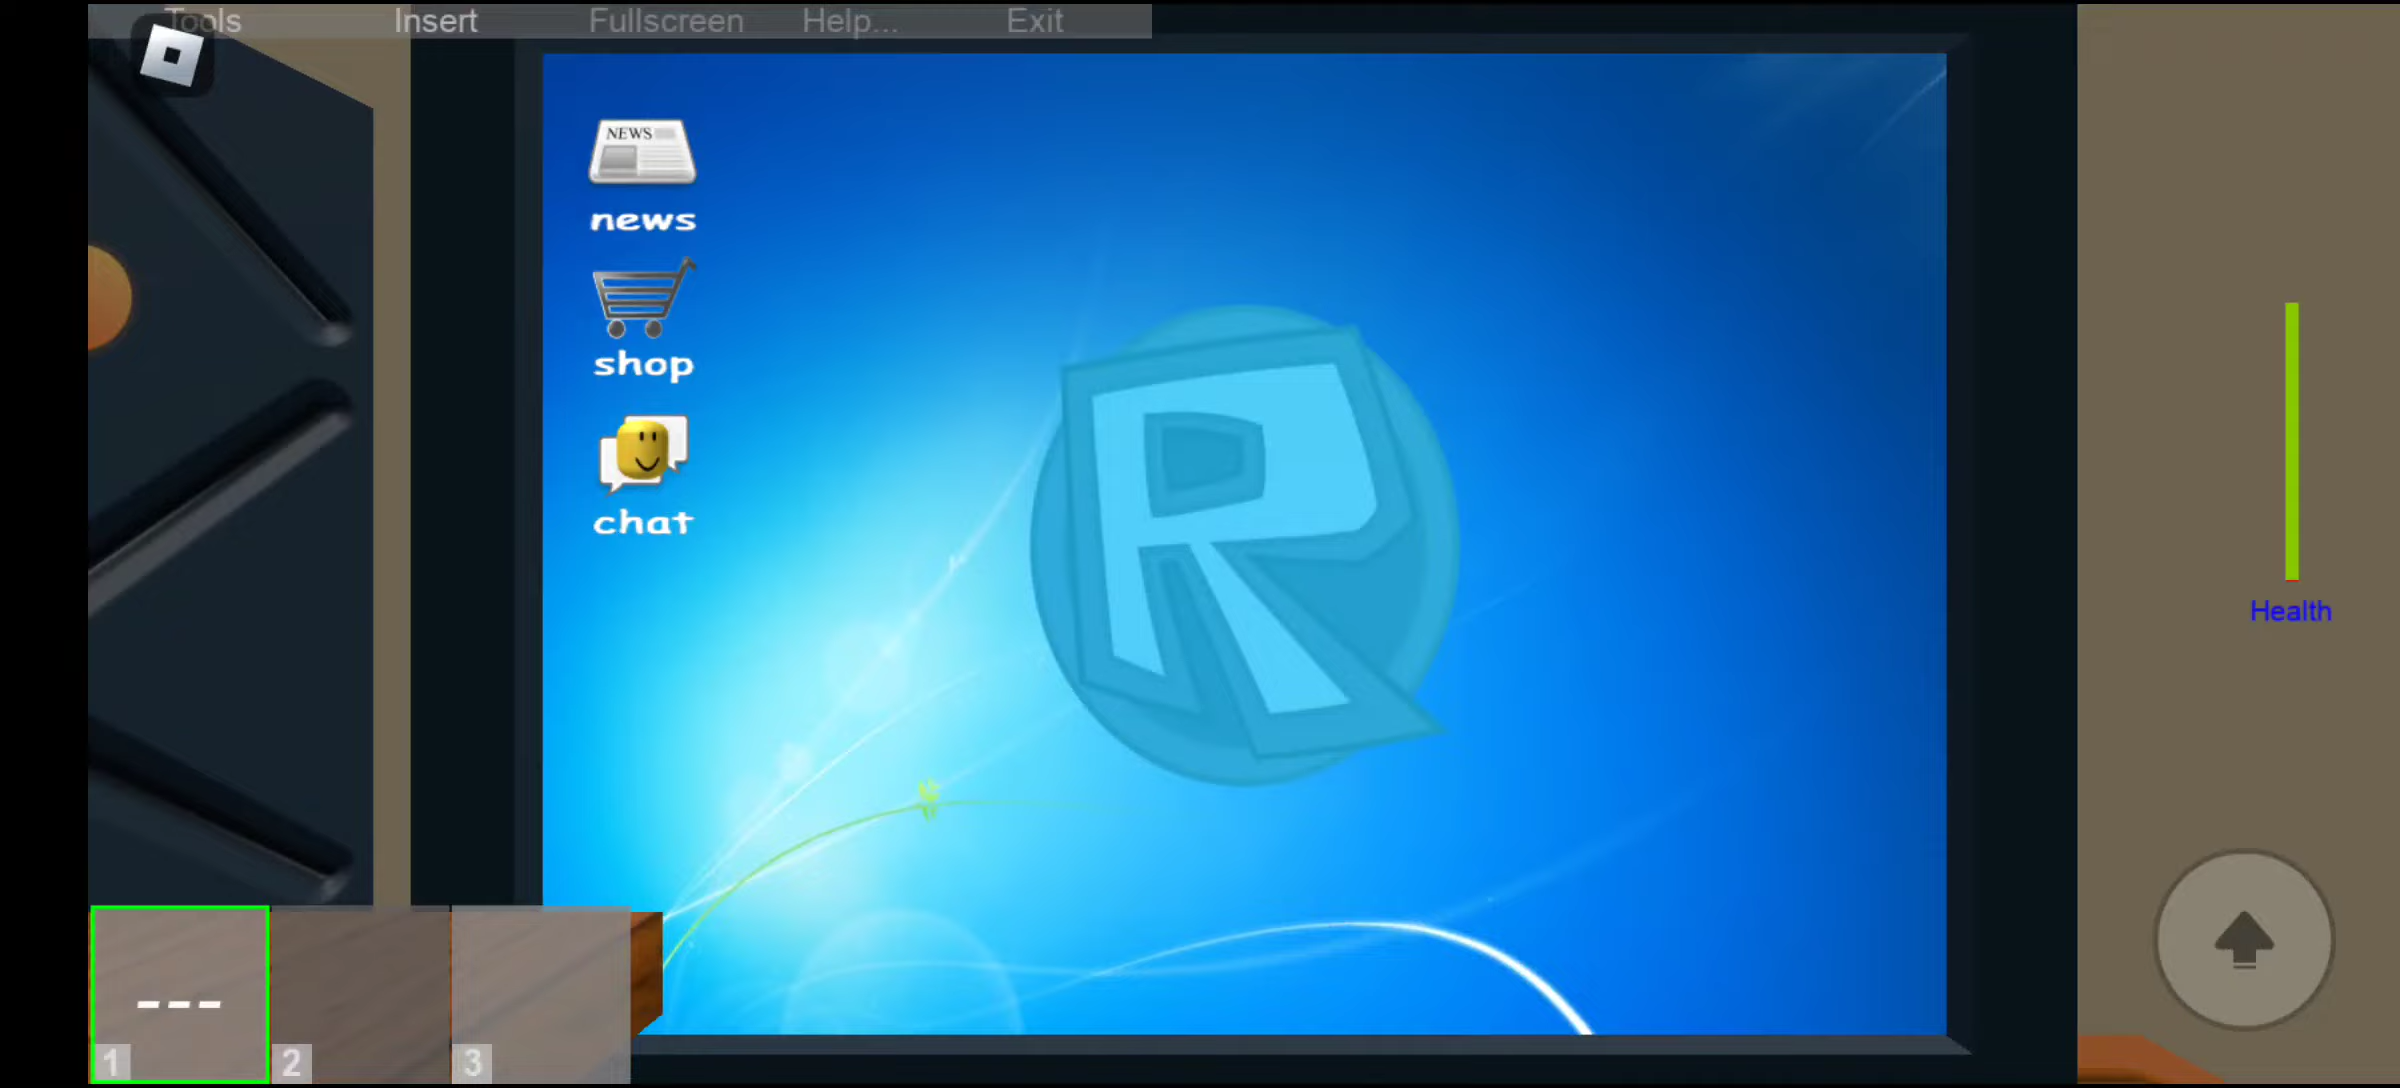 Tools Insert Fullscreen Help... Exit
NEWS
news
shop
chat
R
Health
---
1 2 3